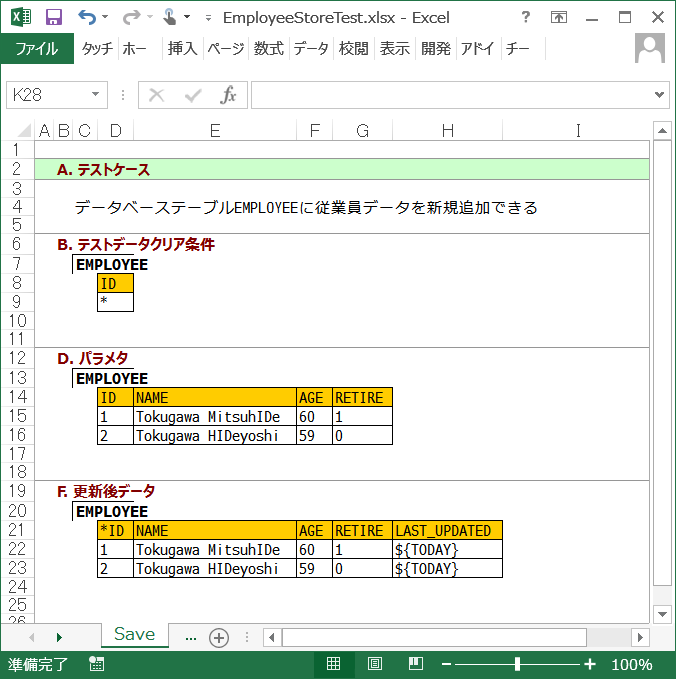 EmployeeStoreTest.xlsx - Excel
ファイル タッチ ホー 挿入 ページ 数式 データ 校閲 表示 開発 アドイ チー
K28 fx
A B C D E F G H I
1
2 A. テストケース
3
4 データベーステーブルEMPLOYEEに従業員データを新規追加できる
5
6 B. テストデータクリア条件
7 EMPLOYEE
8 ID
9 *
10
11
12 D. パラメタ
13 EMPLOYEE
14 ID NAME AGE RETIRE
15 1 Tokugawa MitsuhIDe 60 1
16 2 Tokugawa HIDeyoshi 59 0
17
18
19 F. 更新後データ
20 EMPLOYEE
21 *ID NAME AGE RETIRE LAST_UPDATED
22 1 Tokugawa MitsuhIDe 60 1 ${TODAY}
23 2 Tokugawa HIDeyoshi 59 0 ${TODAY}
24
25
26
Save ...
準備完了 100%